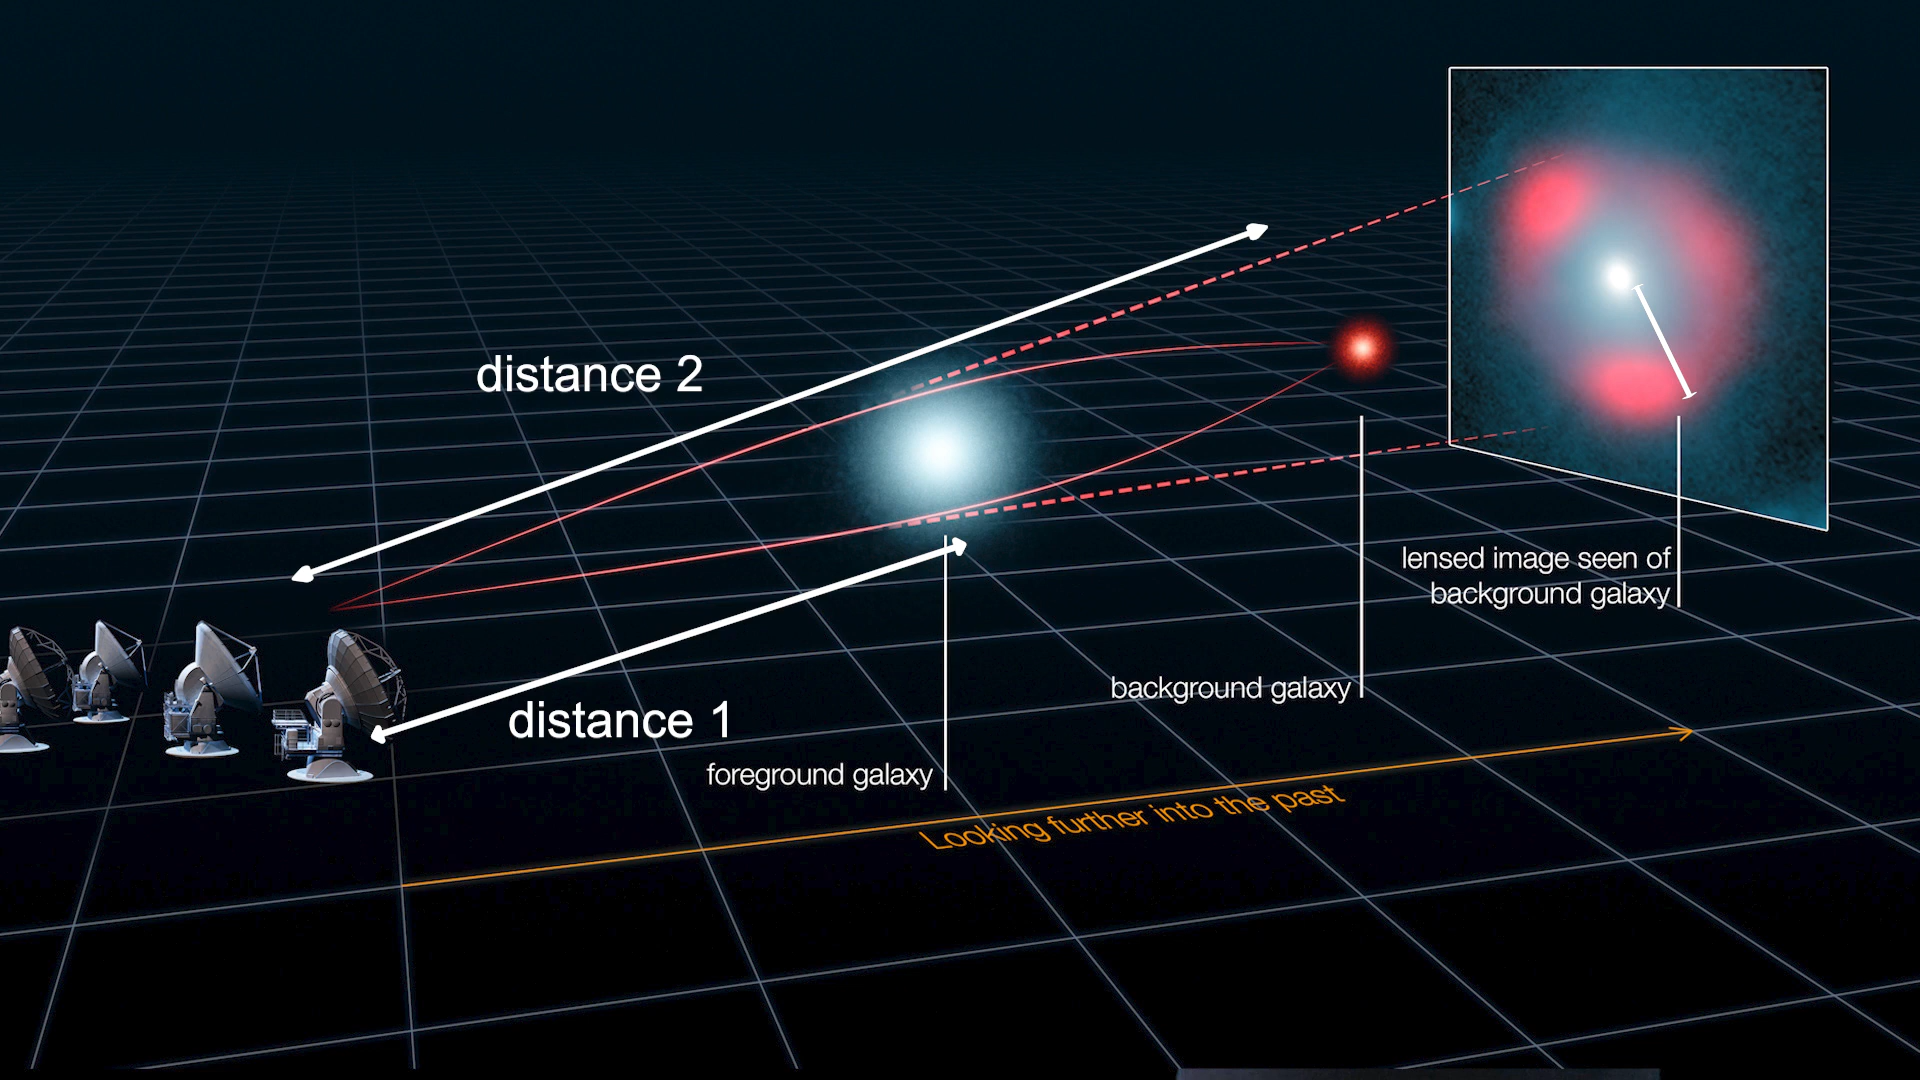 distance 2
distance 1
lensed image seen of
background galaxy
background galaxy
foreground galaxy
Looking further into the past